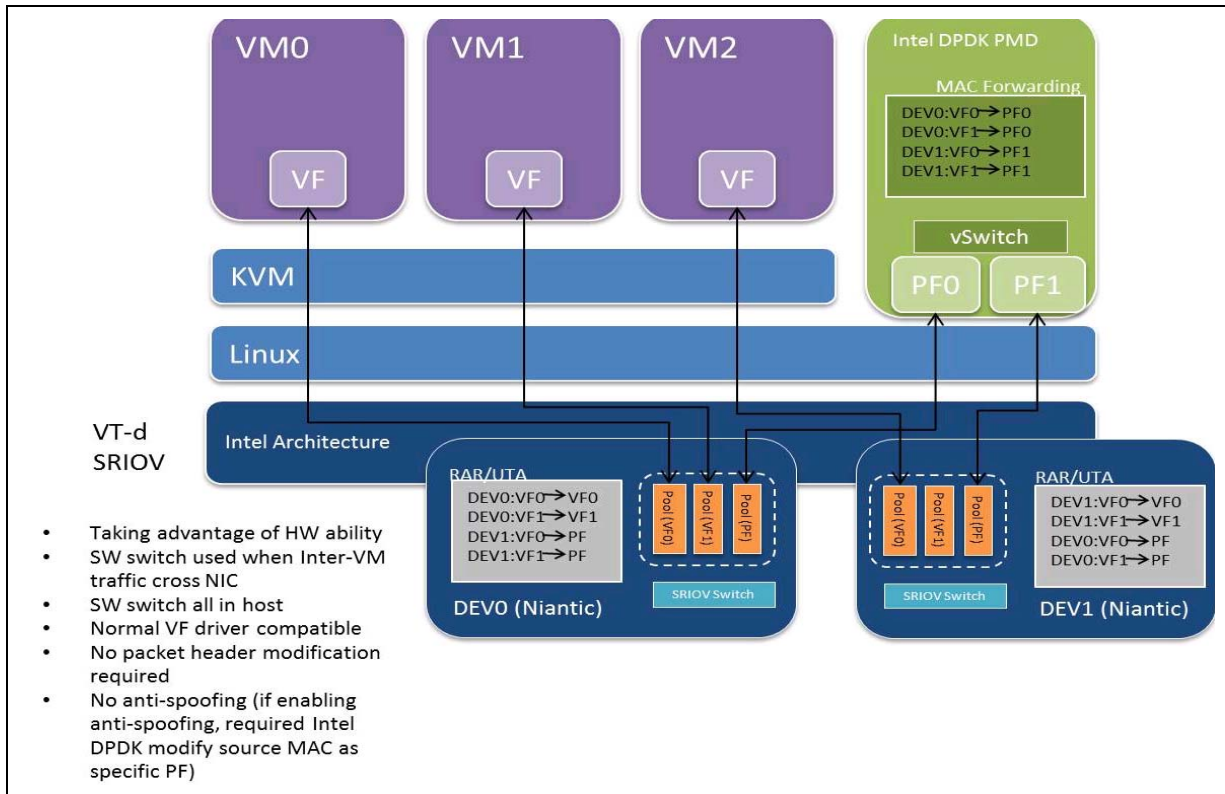 VM0
VM1
VM2
Intel DPDK PMD
MAC Forwarding
DEV0:VF0→PF0
DEV0:VF1→PF0
DEV1:VF0→PF1
DEV1:VF1→PF1
VF
VF
VF
vSwitch
PF0
PF1
KVM
Linux
VT-d
SRIOV
Intel Architecture
RAR/UTA
DEV0:VF0→VF0
DEV0:VF1→VF1
DEV1:VF0→PF
DEV1:VF1→PF
Pool (VF0)
Pool (VF1)
Pool (PF)
SRIOV Switch
DEV0 (Niantic)
Pool (VF0)
Pool (VF1)
Pool (PF)
SRIOV Switch
RAR/UTA
DEV1:VF0→VF0
DEV1:VF1→VF1
DEV0:VF0→PF
DEV0:VF1→PF
DEV1 (Niantic)
• Taking advantage of HW ability
• SW switch used when Inter-VM
traffic cross NIC
• SW switch all in host
• Normal VF driver compatible
• No packet header modification
required
• No anti-spoofing (if enabling
anti-spoofing, required Intel
DPDK modify source MAC as
specific PF)